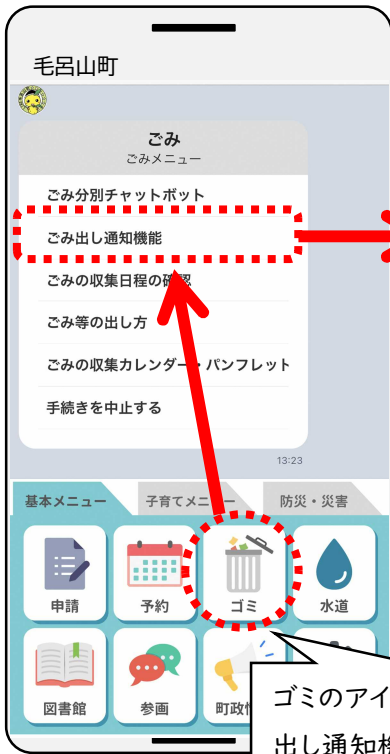 毛呂山町
ごみ
ごみメニュー
ごみ分別チャットボット
ごみ出し通知機能
ごみの収集日程の確認
ごみ等の出し方
ごみの収集カレンダー・パンフレット
手続きを中止する
13:23
基本メニュー
子育てメニュー
防災・災害
申請
予約
ゴミ
水道
図書館
参画
町政
ゴミのアイ
出し通知機